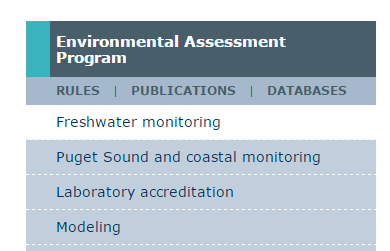 Environmental Assessment
Program
RULES | PUBLICATIONS | DATABASES
Freshwater monitoring
Puget Sound and coastal monitoring
Laboratory accreditation
Modeling